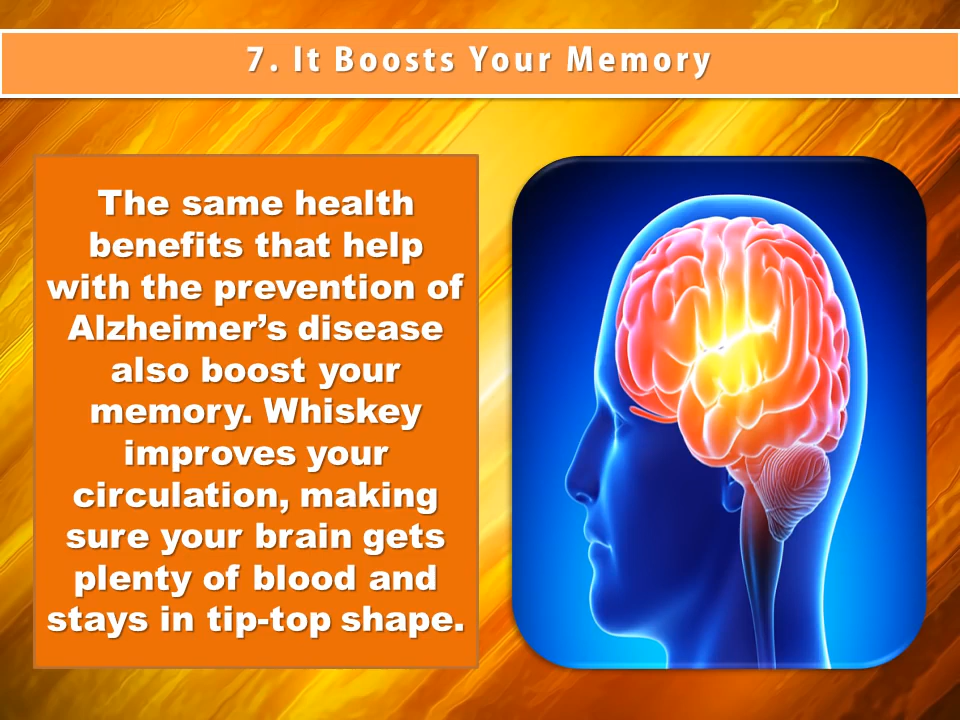 7. It Boosts Your Memory
The same health
benefits that help
with the prevention of
Alzheimer’s disease
also boost your
memory. Whiskey
improves your
circulation, making
sure your brain gets
plenty of blood and
stays in tip-top shape.